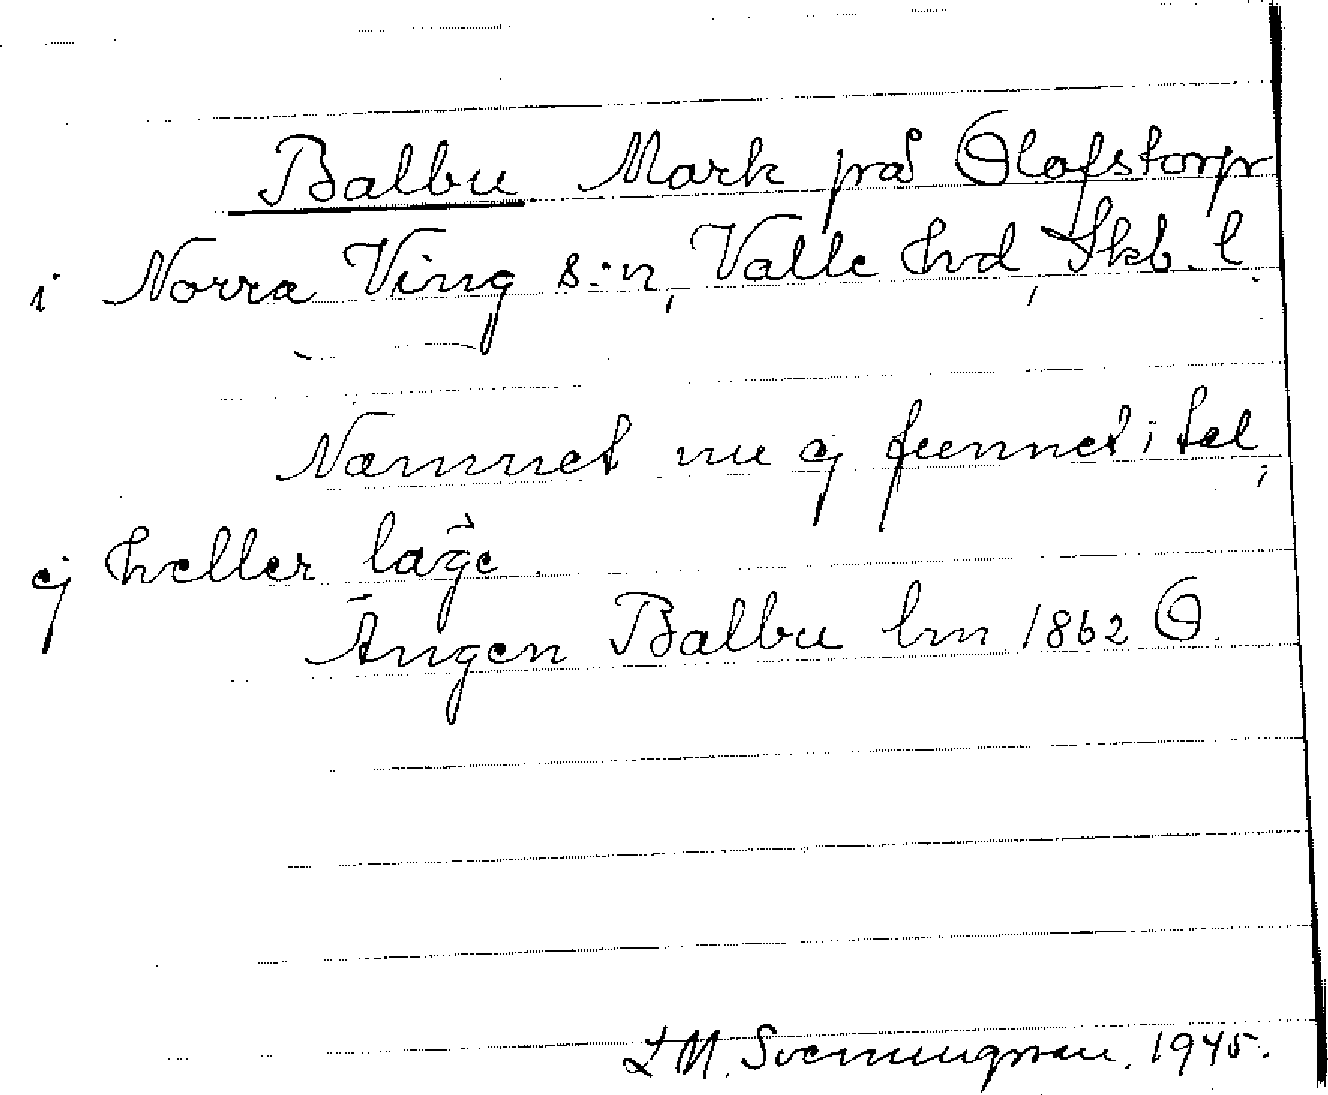 Balbu Mark på Olofstorp
i Norra Ving s:n, Valle hd, Skb. l.
Namnet nu ej funnet i tal,
ej heller läge.
Ängen Balbu lm 1862 O.
L M. Svenungsson. 1945.